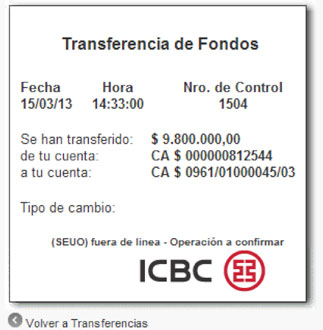 Transferencia de Fondos
Fecha Hora Nro. de Control
15/03/13 14:33:00 1504
Se han transferido: $ 9.800.000,00
de tu cuenta: CA $ 000000812544
a tu cuenta: CA $ 0961/01000045/03
Tipo de cambio:
(SEUO) fuera de linea - Operación a confirmar
ICBC
Volver a Transferencias